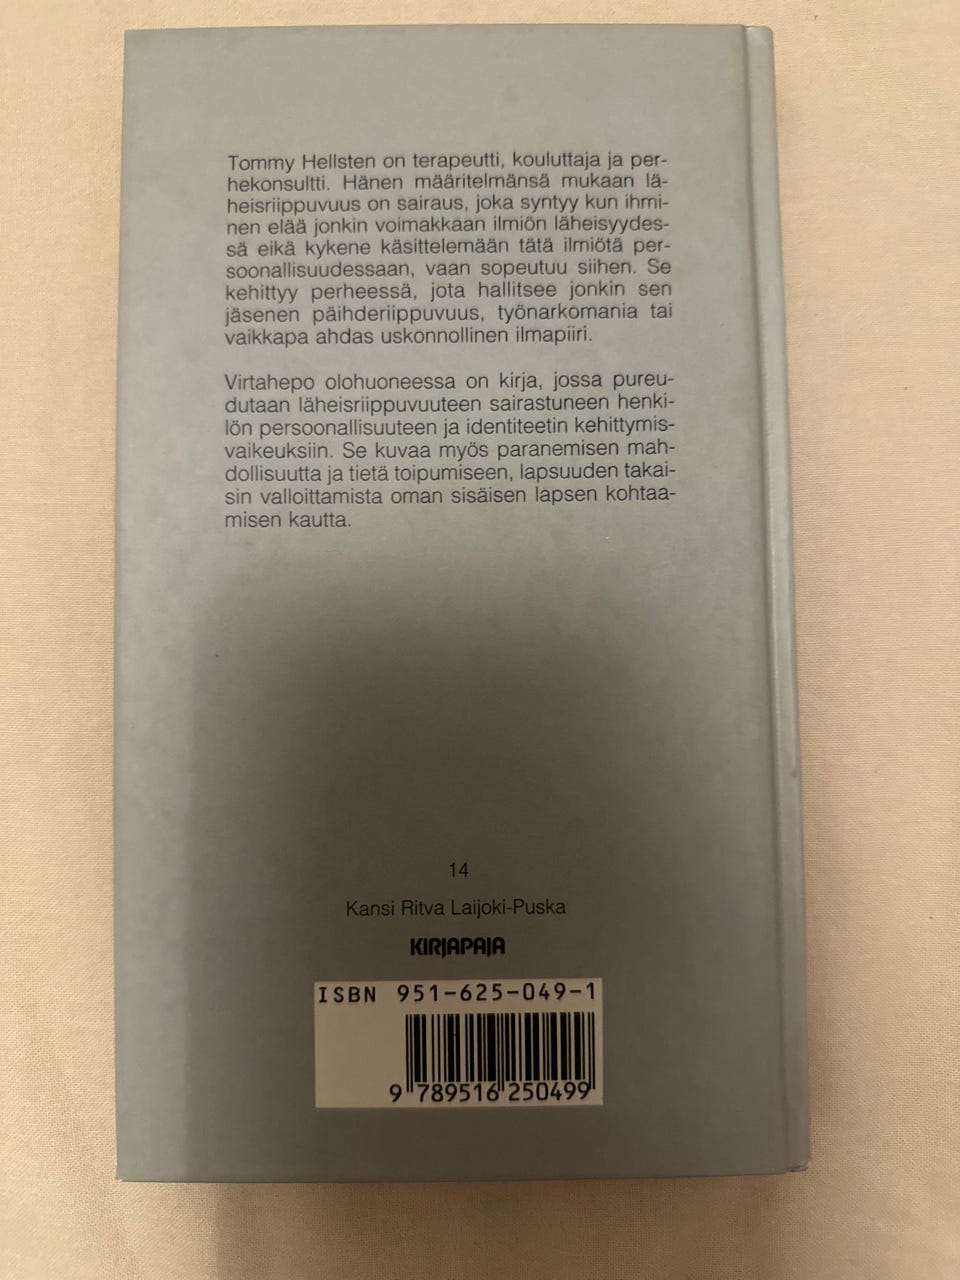 Tommy Hellsten on terapeutti, kouluttaja ja per-
hekonsultti. Hänen määritelmänsä mukaan lä-
heisriippuvuus on sairaus, joka syntyy kun ihmi-
nen elää jonkin voimakkaan ilmiön läheisyydes-
sä eikä kykene käsittelemään tätä ilmiötä per-
soonallisuudessaan, vaan sopeutuu siihen. Se
kehittyy perheessä, jota hallitsee jonkin sen
jäsenen päihderiippuvuus, työnarkomania tai
vaikkapa ahdas uskonnollinen ilmapiiri.
Virtahepo olohuoneessa on kirja, jossa pureu-
dutaan läheisriippuvuuteen sairastuneen henki-
lön persoonallisuuteen ja identiteetin kehittymis-
vaikeuksiin. Se kuvaa myös paranemisen mah-
dollisuutta ja tietä toipumiseen, lapsuuden takai-
sin valloittamista oman sisäisen lapsen kohtaa-
misen kautta.
14
Kansi Ritva Laijoki-Puska
KIRJAPAJA
ISBN 951-625-049-1
9 789516 250499